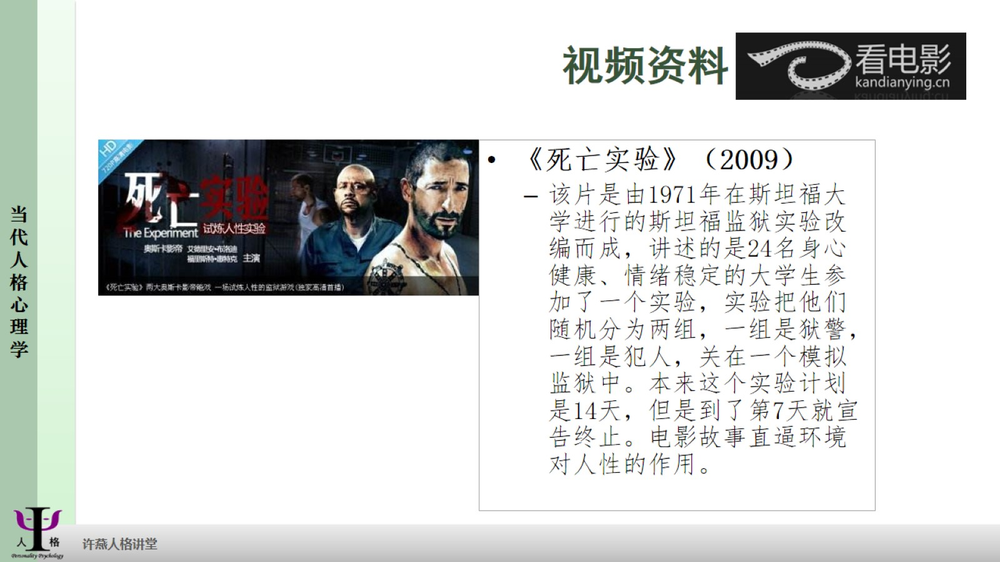 视频资料
看电影
kandianying.cn
HD
720P高清电影
死亡实验
The Experiment
试炼人性实验
奥斯卡影帝 艾德里安·布洛迪
福里斯特·惠特克 主演
《死亡实验》两大奥斯卡影帝飚戏 一场试炼人性的监狱游戏(独家高清首播)
• 《死亡实验》（2009）
– 该片是由1971年在斯坦福大
学进行的斯坦福监狱实验改
编而成，讲述的是24名身心
健康、情绪稳定的大学生参
加了一个实验，实验把他们
随机分为两组，一组是狱警，
一组是犯人，关在一个模拟
监狱中。本来这个实验计划
是14天，但是到了第7天就宣
告终止。电影故事直逼环境
对人性的作用。
当代人格心理学
人格
Personality Psychology
许燕人格讲堂